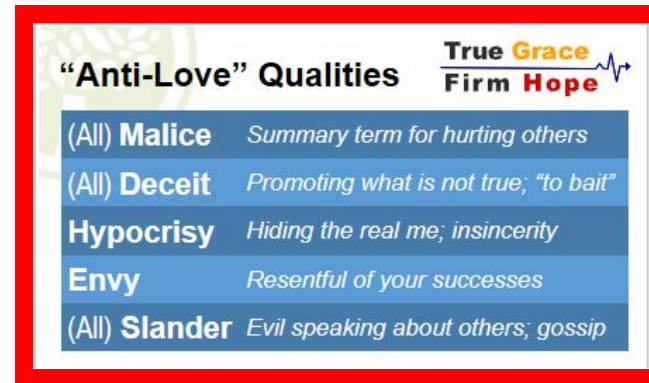 “Anti-Love” Qualities
True Grace
Firm Hope
(All) Malice Summary term for hurting others
(All) Deceit Promoting what is not true; “to bait”
Hypocrisy Hiding the real me; insincerity
Envy Resentful of your successes
(All) Slander Evil speaking about others; gossip